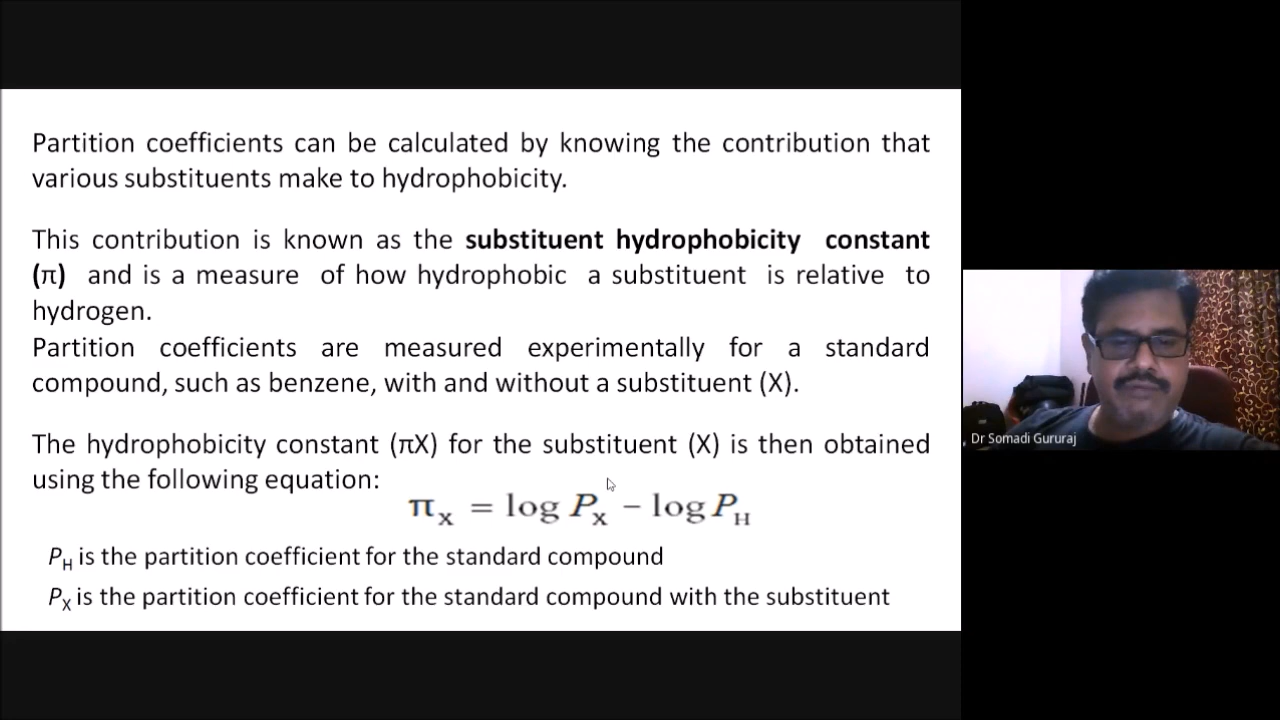 Partition coefficients can be calculated by knowing the contribution that
various substituents make to hydrophobicity.
This contribution is known as the substituent hydrophobicity constant
(π) and is a measure of how hydrophobic a substituent is relative to
hydrogen.
Partition coefficients are measured experimentally for a standard
compound, such as benzene, with and without a substituent (X).
The hydrophobicity constant (πX) for the substituent (X) is then obtained
using the following equation:
πₓ = log Pₓ − log P_H
P_H is the partition coefficient for the standard compound
Pₓ is the partition coefficient for the standard compound with the substituent
Dr Somadi Gururaj